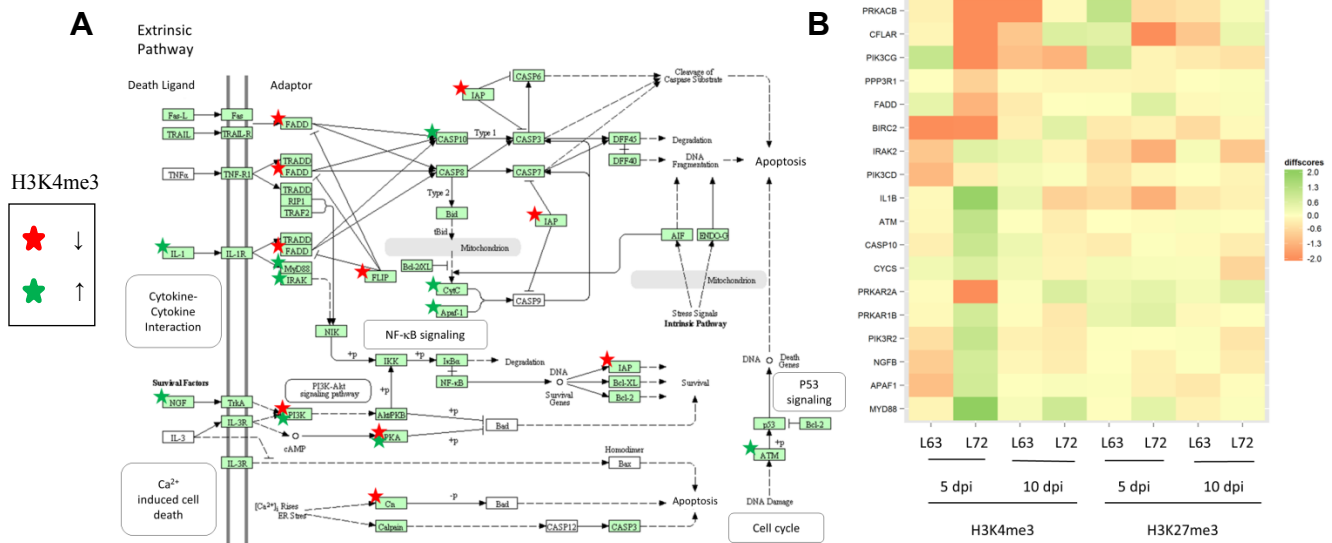 A
Extrinsic
Pathway
Death Ligand
Adaptor
H3K4me3
↓
↑
Fas-L
Fas
TRAIL
TRAIL-R
FADD
TNFα
TNF-R1
TRADD
FADD
TRADD
RIP1
TRAF2
IL-1
IL-1R
TRADD
FADD
MyD88
IRAK
FLIP
Cytokine-
Cytokine
Interaction
NIK
IAP
CASP6
CASP10
Type 1
CASP3
CASP8
CASP7
Type 2
Bid
tBid
Mitochondrion
Bcl-2/XL
CytC
Apaf-1
CASP9
IAP
Cleavage of
Caspase Substrate
DFF45
DFF40
Degradation
DNA
Fragmentation
Apoptosis
AIF
ENDO-G
Mitochondrion
Stress Signals
Intrinsic Pathway
NF-κB signaling
+p
IKK
+p
IκBα
Degradation
NF-κB
DNA
Survival
Genes
IAP
Bcl-XL
Bcl-2
Survival
DNA
Death
Genes
P53
signaling
p53
Bcl-2
+p
ATM
DNA Damage
Cell cycle
Survival Factors
NGF
TrkA
PI3K-Akt
signaling pathway
PI3K
Akt/PKB
+p
+p
IL-3
IL-3R
cAMP
PKA
+p
Bad
IL-3R
Homodimer
Bax
Ca2+
induced cell
death
[Ca2+]i Rises
ER Stress
Cn
-p
Bad
Apoptosis
Calpain
CASP12
CASP3
B
PRKACB
CFLAR
PIK3CG
PPP3R1
FADD
BIRC2
IRAK2
PIK3CD
IL1B
ATM
CASP10
CYCS
PRKAR2A
PRKAR1B
PIK3R2
NGFB
APAF1
MYD88
L63 L72 L63 L72 L63 L72 L63 L72
5 dpi 10 dpi 5 dpi 10 dpi
H3K4me3 H3K27me3
diffscores
2.0
1.3
0.6
0.0
-0.6
-1.3
-2.0